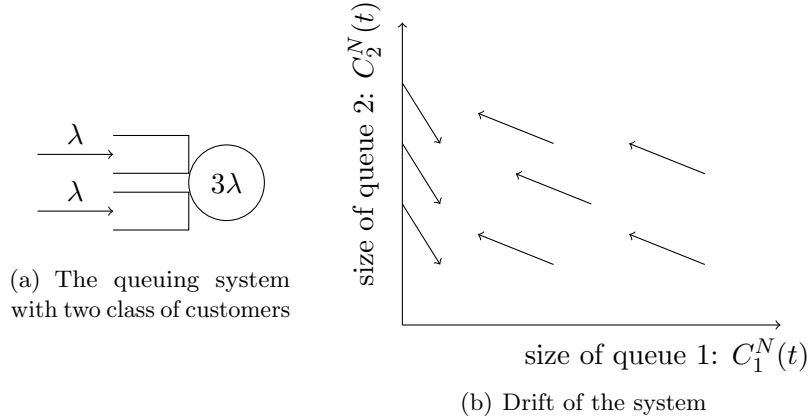 λ
λ
3λ
(a) The queuing system
with two class of customers
size of queue 2: $C_2^N(t)$
size of queue 1: $C_1^N(t)$
(b) Drift of the system